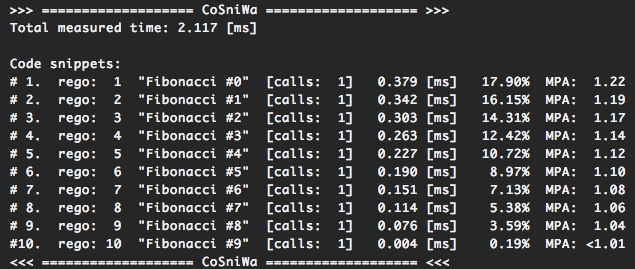 >>> =================== CoSniWa =================== >>>
Total measured time: 2.117 [ms]

Code snippets:
# 1.  rego:  1  "Fibonacci #0"  [calls:  1]   0.379 [ms]   17.90%  MPA:  1.22
# 2.  rego:  2  "Fibonacci #1"  [calls:  1]   0.342 [ms]   16.15%  MPA:  1.19
# 3.  rego:  3  "Fibonacci #2"  [calls:  1]   0.303 [ms]   14.31%  MPA:  1.17
# 4.  rego:  4  "Fibonacci #3"  [calls:  1]   0.263 [ms]   12.42%  MPA:  1.14
# 5.  rego:  5  "Fibonacci #4"  [calls:  1]   0.227 [ms]   10.72%  MPA:  1.12
# 6.  rego:  6  "Fibonacci #5"  [calls:  1]   0.190 [ms]    8.97%  MPA:  1.10
# 7.  rego:  7  "Fibonacci #6"  [calls:  1]   0.151 [ms]    7.13%  MPA:  1.08
# 8.  rego:  8  "Fibonacci #7"  [calls:  1]   0.114 [ms]    5.38%  MPA:  1.06
# 9.  rego:  9  "Fibonacci #8"  [calls:  1]   0.076 [ms]    3.59%  MPA:  1.04
#10.  rego: 10  "Fibonacci #9"  [calls:  1]   0.004 [ms]    0.19%  MPA: <1.01
<<< =================== CoSniWa =================== <<<